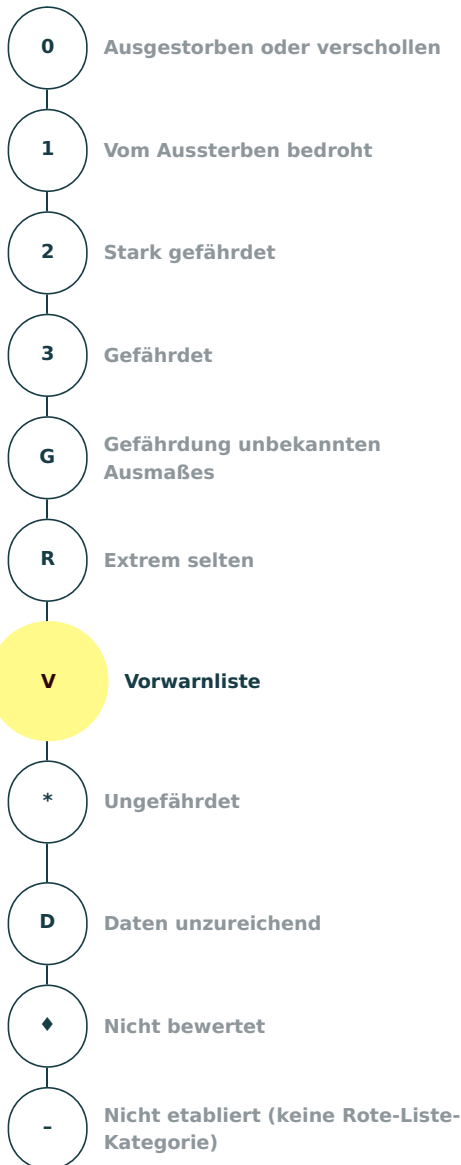 0 Ausgestorben oder verschollen
1 Vom Aussterben bedroht
2 Stark gefährdet
3 Gefährdet
G Gefährdung unbekannten
Ausmaßes
R Extrem selten
V Vorwarnliste
* Ungefährdet
D Daten unzureichend
♦ Nicht bewertet
– Nicht etabliert (keine Rote-Liste-
Kategorie)